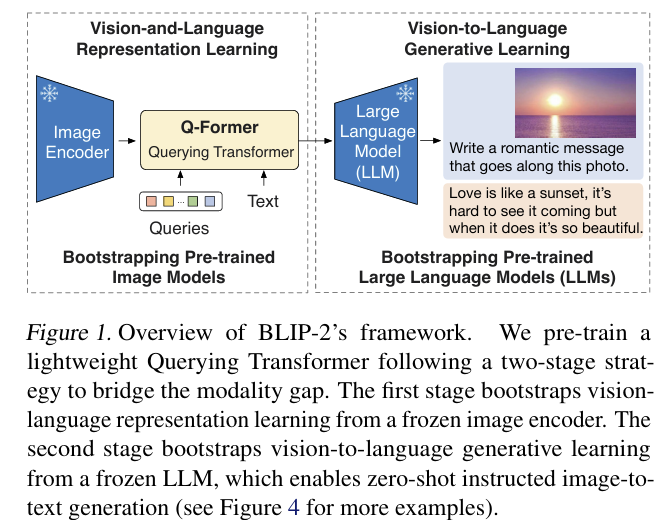 Vision-and-Language
Representation Learning
Vision-to-Language
Generative Learning
Image
Encoder
Q-Former
Querying Transformer
Queries
Text
Large
Language
Model
(LLM)
Write a romantic message
that goes along this photo.
Love is like a sunset, it’s
hard to see it coming but
when it does it’s so beautiful.
Bootstrapping Pre-trained
Image Models
Bootstrapping Pre-trained
Large Language Models (LLMs)
Figure 1. Overview of BLIP-2’s framework. We pre-train a
lightweight Querying Transformer following a two-stage strat-
egy to bridge the modality gap. The first stage bootstraps vision-
language representation learning from a frozen image encoder. The
second stage bootstraps vision-to-language generative learning
from a frozen LLM, which enables zero-shot instructed image-to-
text generation (see Figure 4 for more examples).